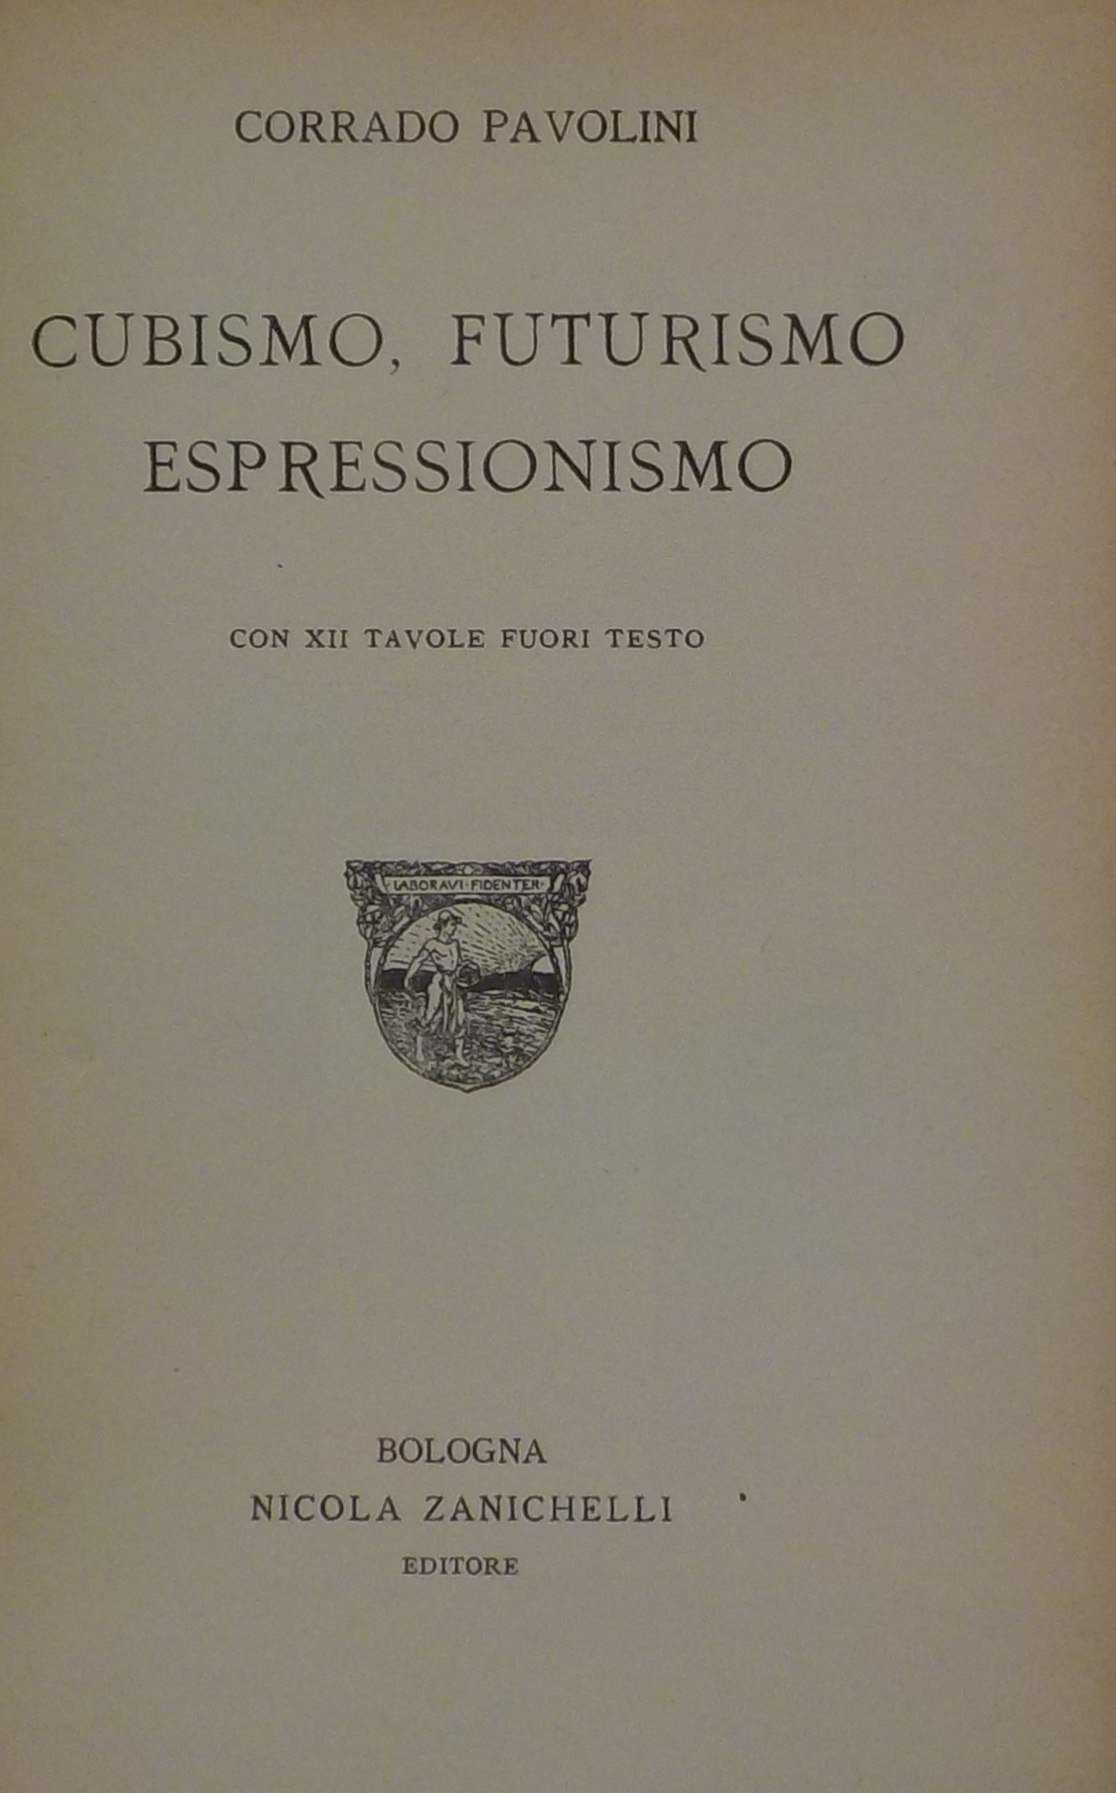 CORRADO PAVOLINI
CUBISMO, FUTURISMO
ESPRESSIONISMO
CON XII TAVOLE FUORI TESTO
·LABORAVI·FIDENTER·
BOLOGNA
NICOLA ZANICHELLI
EDITORE